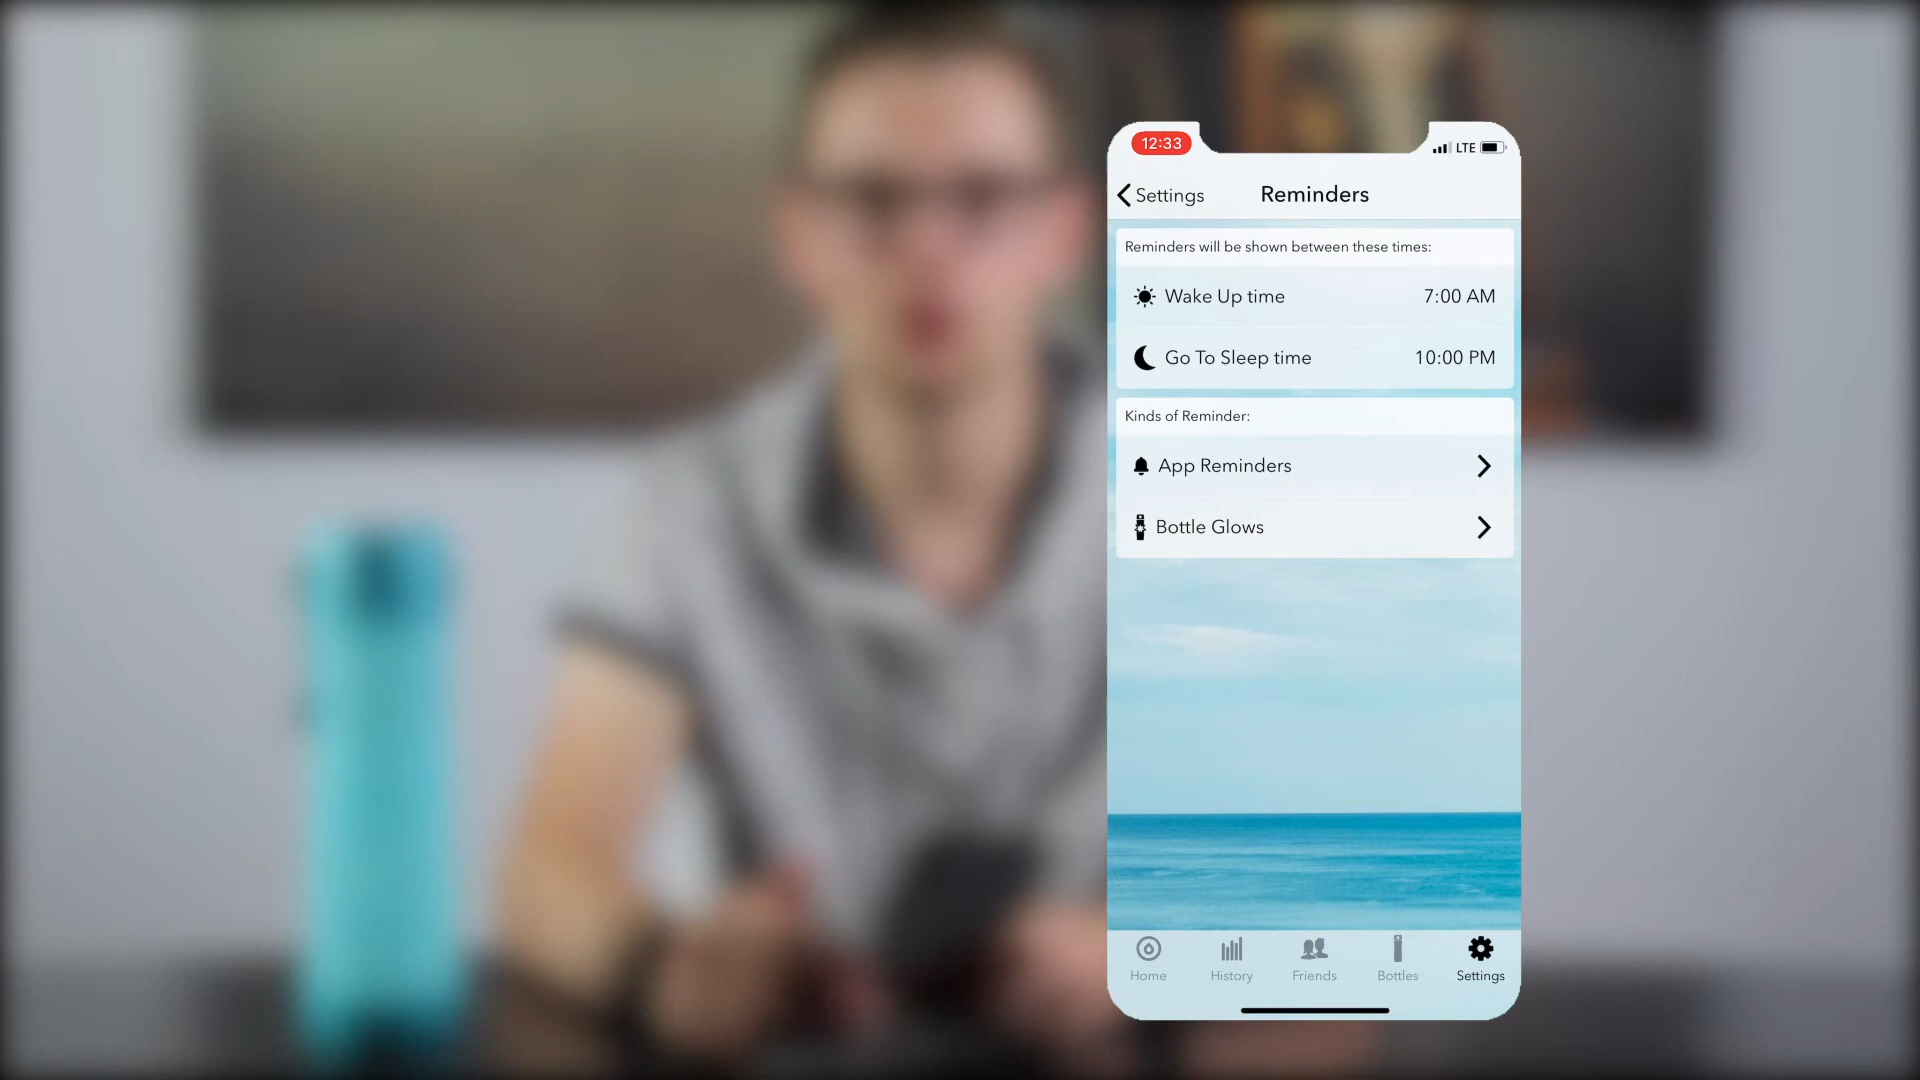 12:33
LTE
Settings
Reminders
Reminders will be shown between these times:
Wake Up time 7:00 AM
Go To Sleep time 10:00 PM
Kinds of Reminder:
App Reminders
Bottle Glows
Home History Friends Bottles Settings